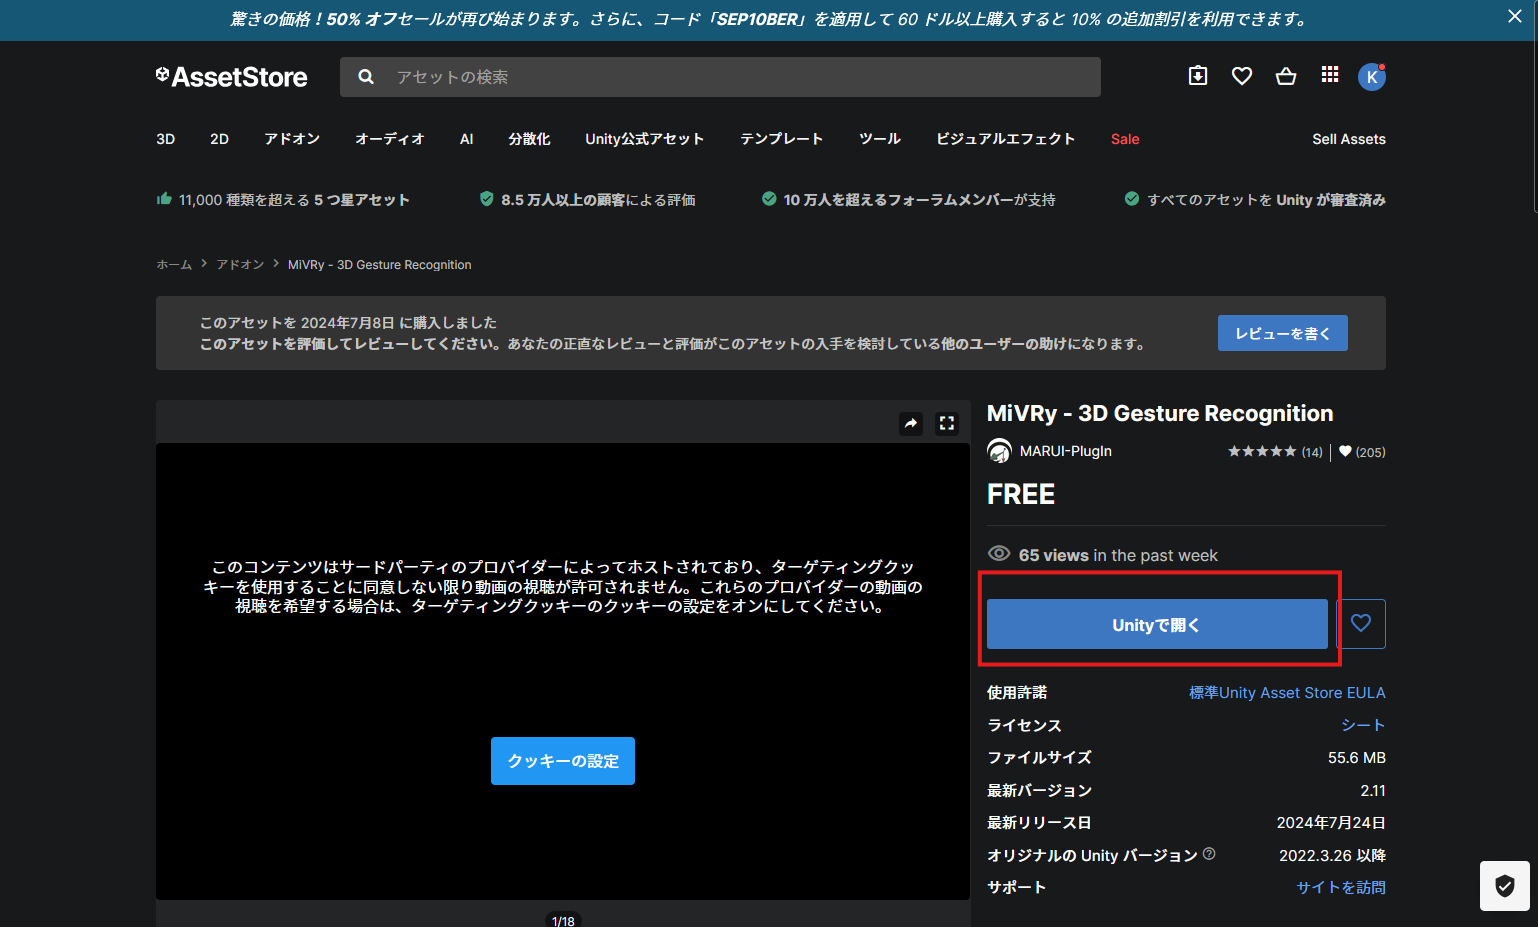 驚きの価格！50% オフセールが再び始まります。さらに、コード「SEP10BER」を適用して 60 ドル以上購入すると 10% の追加割引を利用できます。
AssetStore
アセットの検索
K
3D 2D アドオン オーディオ AI 分散化 Unity公式アセット テンプレート ツール ビジュアルエフェクト Sale Sell Assets
11,000 種類を超える 5 つ星アセット 8.5 万人以上の顧客による評価 10 万人を超えるフォーラムメンバーが支持 すべてのアセットを Unity が審査済み
ホーム アドオン MiVRy - 3D Gesture Recognition
このアセットを 2024年7月8日 に購入しました
このアセットを評価してレビューしてください。あなたの正直なレビューと評価がこのアセットの入手を検討している他のユーザーの助けになります。
レビューを書く
このコンテンツはサードパーティのプロバイダーによってホストされており、ターゲティングクッ
キーを使用することに同意しない限り動画の視聴が許可されません。これらのプロバイダーの動画の
視聴を希望する場合は、ターゲティングクッキーのクッキーの設定をオンにしてください。
クッキーの設定
1/18
MiVRy - 3D Gesture Recognition
MARUI-PlugIn (14) (205)
FREE
65 views in the past week
Unityで開く
使用許諾 標準Unity Asset Store EULA
ライセンス シート
ファイルサイズ 55.6 MB
最新バージョン 2.11
最新リリース日 2024年7月24日
オリジナルの Unity バージョン 2022.3.26 以降
サポート サイトを訪問